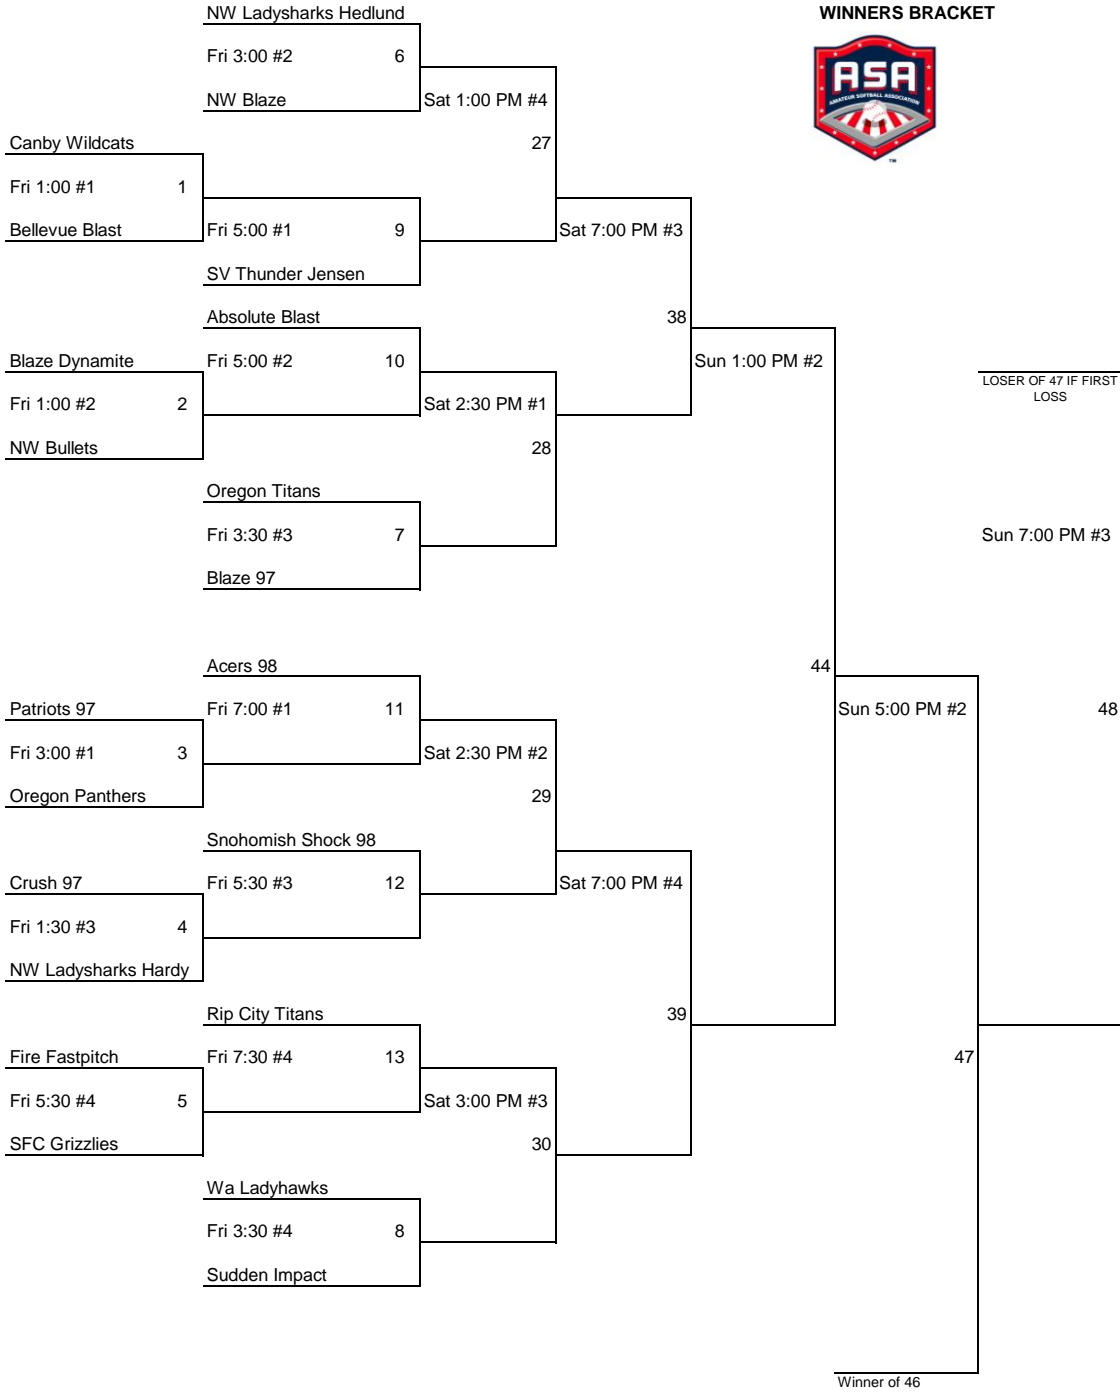 NW Ladysharks Hedlund
WINNERS BRACKET
Fri 3:00 #2 6
ASA
AMATEUR SOFTBALL ASSOCIATION
TM
NW Blaze
Sat 1:00 PM #4
Canby Wildcats
27
Fri 1:00 #1 1
Bellevue Blast
Fri 5:00 #1 9
Sat 7:00 PM #3
SV Thunder Jensen
Absolute Blast
38
Blaze Dynamite
Fri 5:00 #2 10
Sun 1:00 PM #2
LOSER OF 47 IF FIRST
LOSS
Fri 1:00 #2 2
Sat 2:30 PM #1
NW Bullets
28
Oregon Titans
Fri 3:30 #3 7
Sun 7:00 PM #3
Blaze 97
Acers 98
44
Patriots 97
Fri 7:00 #1 11
Sun 5:00 PM #2
48
Fri 3:00 #1 3
Sat 2:30 PM #2
Oregon Panthers
29
Snohomish Shock 98
Crush 97
Fri 5:30 #3 12
Sat 7:00 PM #4
Fri 1:30 #3 4
NW Ladysharks Hardy
Rip City Titans
39
Fire Fastpitch
Fri 7:30 #4 13
47
Fri 5:30 #4 5
Sat 3:00 PM #3
SFC Grizzlies
30
Wa Ladyhawks
Fri 3:30 #4 8
Sudden Impact
Winner of 46